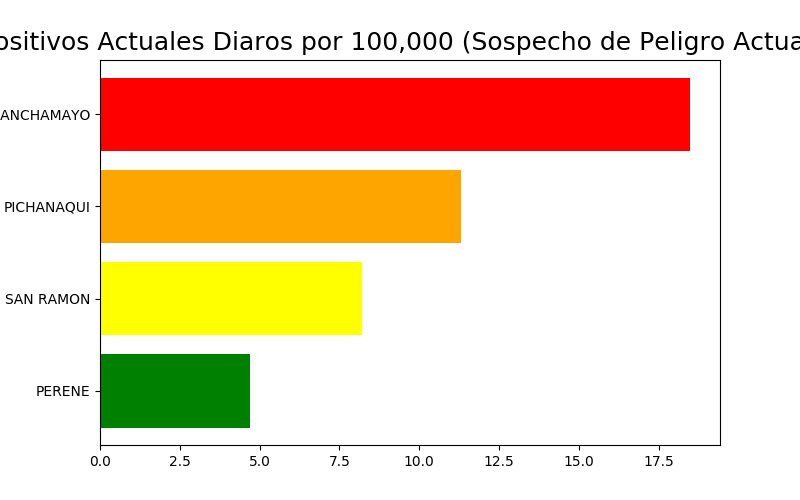 ositivos Actuales Diaros por 100,000 (Sospecho de Peligro Actua
ANCHAMAYO
PICHANAQUI
SAN RAMON
PERENE
0.0 2.5 5.0 7.5 10.0 12.5 15.0 17.5